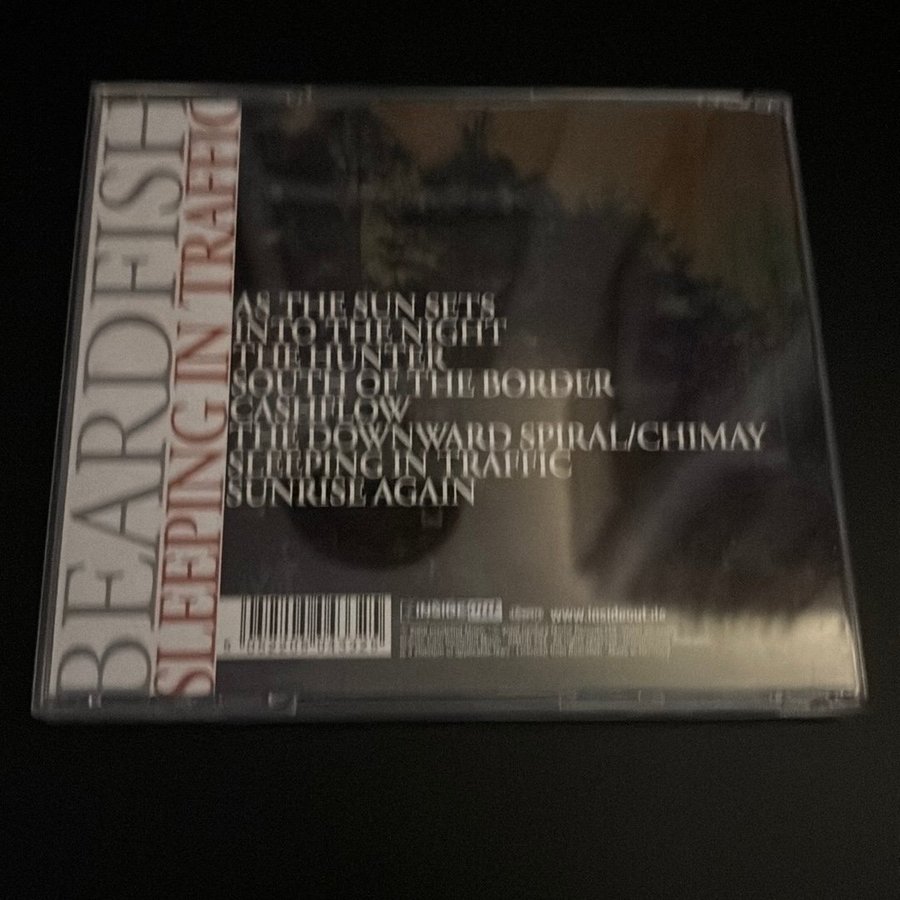 BEARDFISH
SLEEPING IN TRAFFIC
AS THE SUN SETS
INTO THE NIGHT
THE HUNTER
SOUTH OF THE BORDER
CASHFLOW
THE DOWNWARD SPIRAL/CHIMAY
SLEEPING IN TRAFFIC
SUNRISE AGAIN
INSIDEOUT www.insideout.de